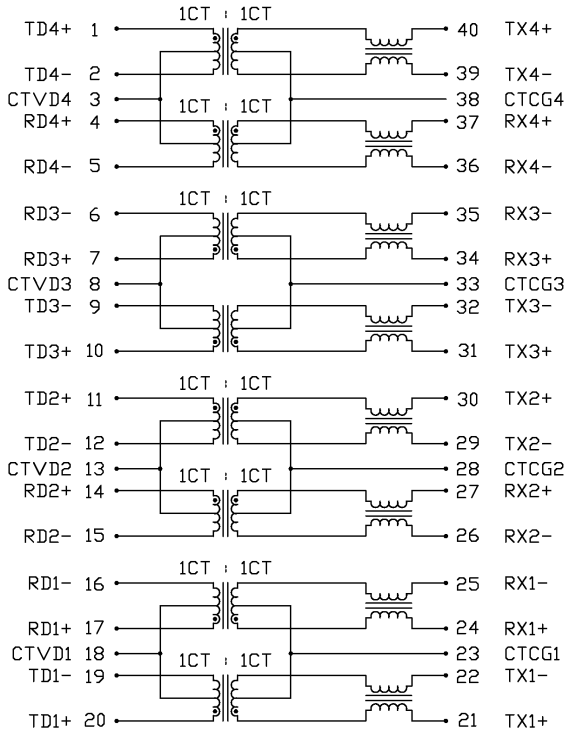 1CT : 1CT
TD4+ 1 40 TX4+
TD4- 2 39 TX4-
CTVD4 3 38 CTCG4
1CT : 1CT
RD4+ 4 37 RX4+
RD4- 5 36 RX4-
1CT : 1CT
RD3- 6 35 RX3-
RD3+ 7 34 RX3+
CTVD3 8 33 CTCG3
TD3- 9 32 TX3-
TD3+ 10 31 TX3+
1CT : 1CT
TD2+ 11 30 TX2+
TD2- 12 29 TX2-
CTVD2 13 28 CTCG2
1CT : 1CT
RD2+ 14 27 RX2+
RD2- 15 26 RX2-
1CT : 1CT
RD1- 16 25 RX1-
RD1+ 17 24 RX1+
CTVD1 18 23 CTCG1
1CT : 1CT
TD1- 19 22 TX1-
TD1+ 20 21 TX1+